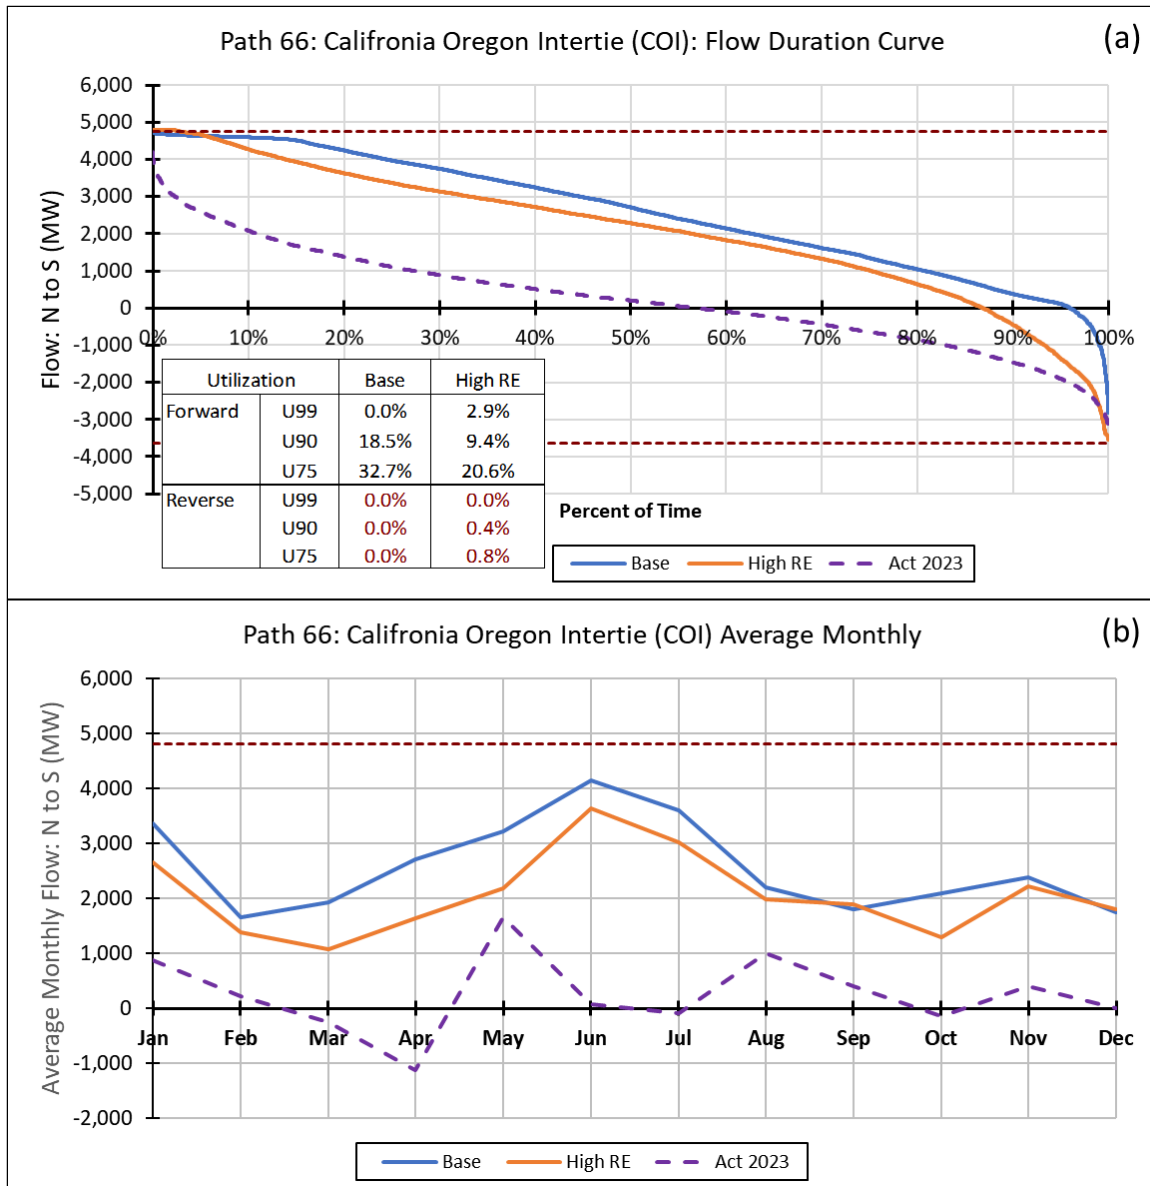 Path 66: Califronia Oregon Intertie (COI): Flow Duration Curve
(a)
Flow: N to S (MW)
6,000
5,000
4,000
3,000
2,000
1,000
0
-1,000
-2,000
-3,000
-4,000
-5,000
0% 10% 20% 30% 40% 50% 60% 70% 80% 90% 100%
Utilization Base High RE
Forward U99 0.0% 2.9%
U90 18.5% 9.4%
U75 32.7% 20.6%
Reverse U99 0.0% 0.0%
U90 0.0% 0.4%
U75 0.0% 0.8%
Percent of Time
Base High RE Act 2023
Path 66: Califronia Oregon Intertie (COI) Average Monthly
(b)
Average Monthly Flow: N to S (MW)
6,000
5,000
4,000
3,000
2,000
1,000
0
-1,000
-2,000
Jan Feb Mar Apr May Jun Jul Aug Sep Oct Nov Dec
Base High RE Act 2023